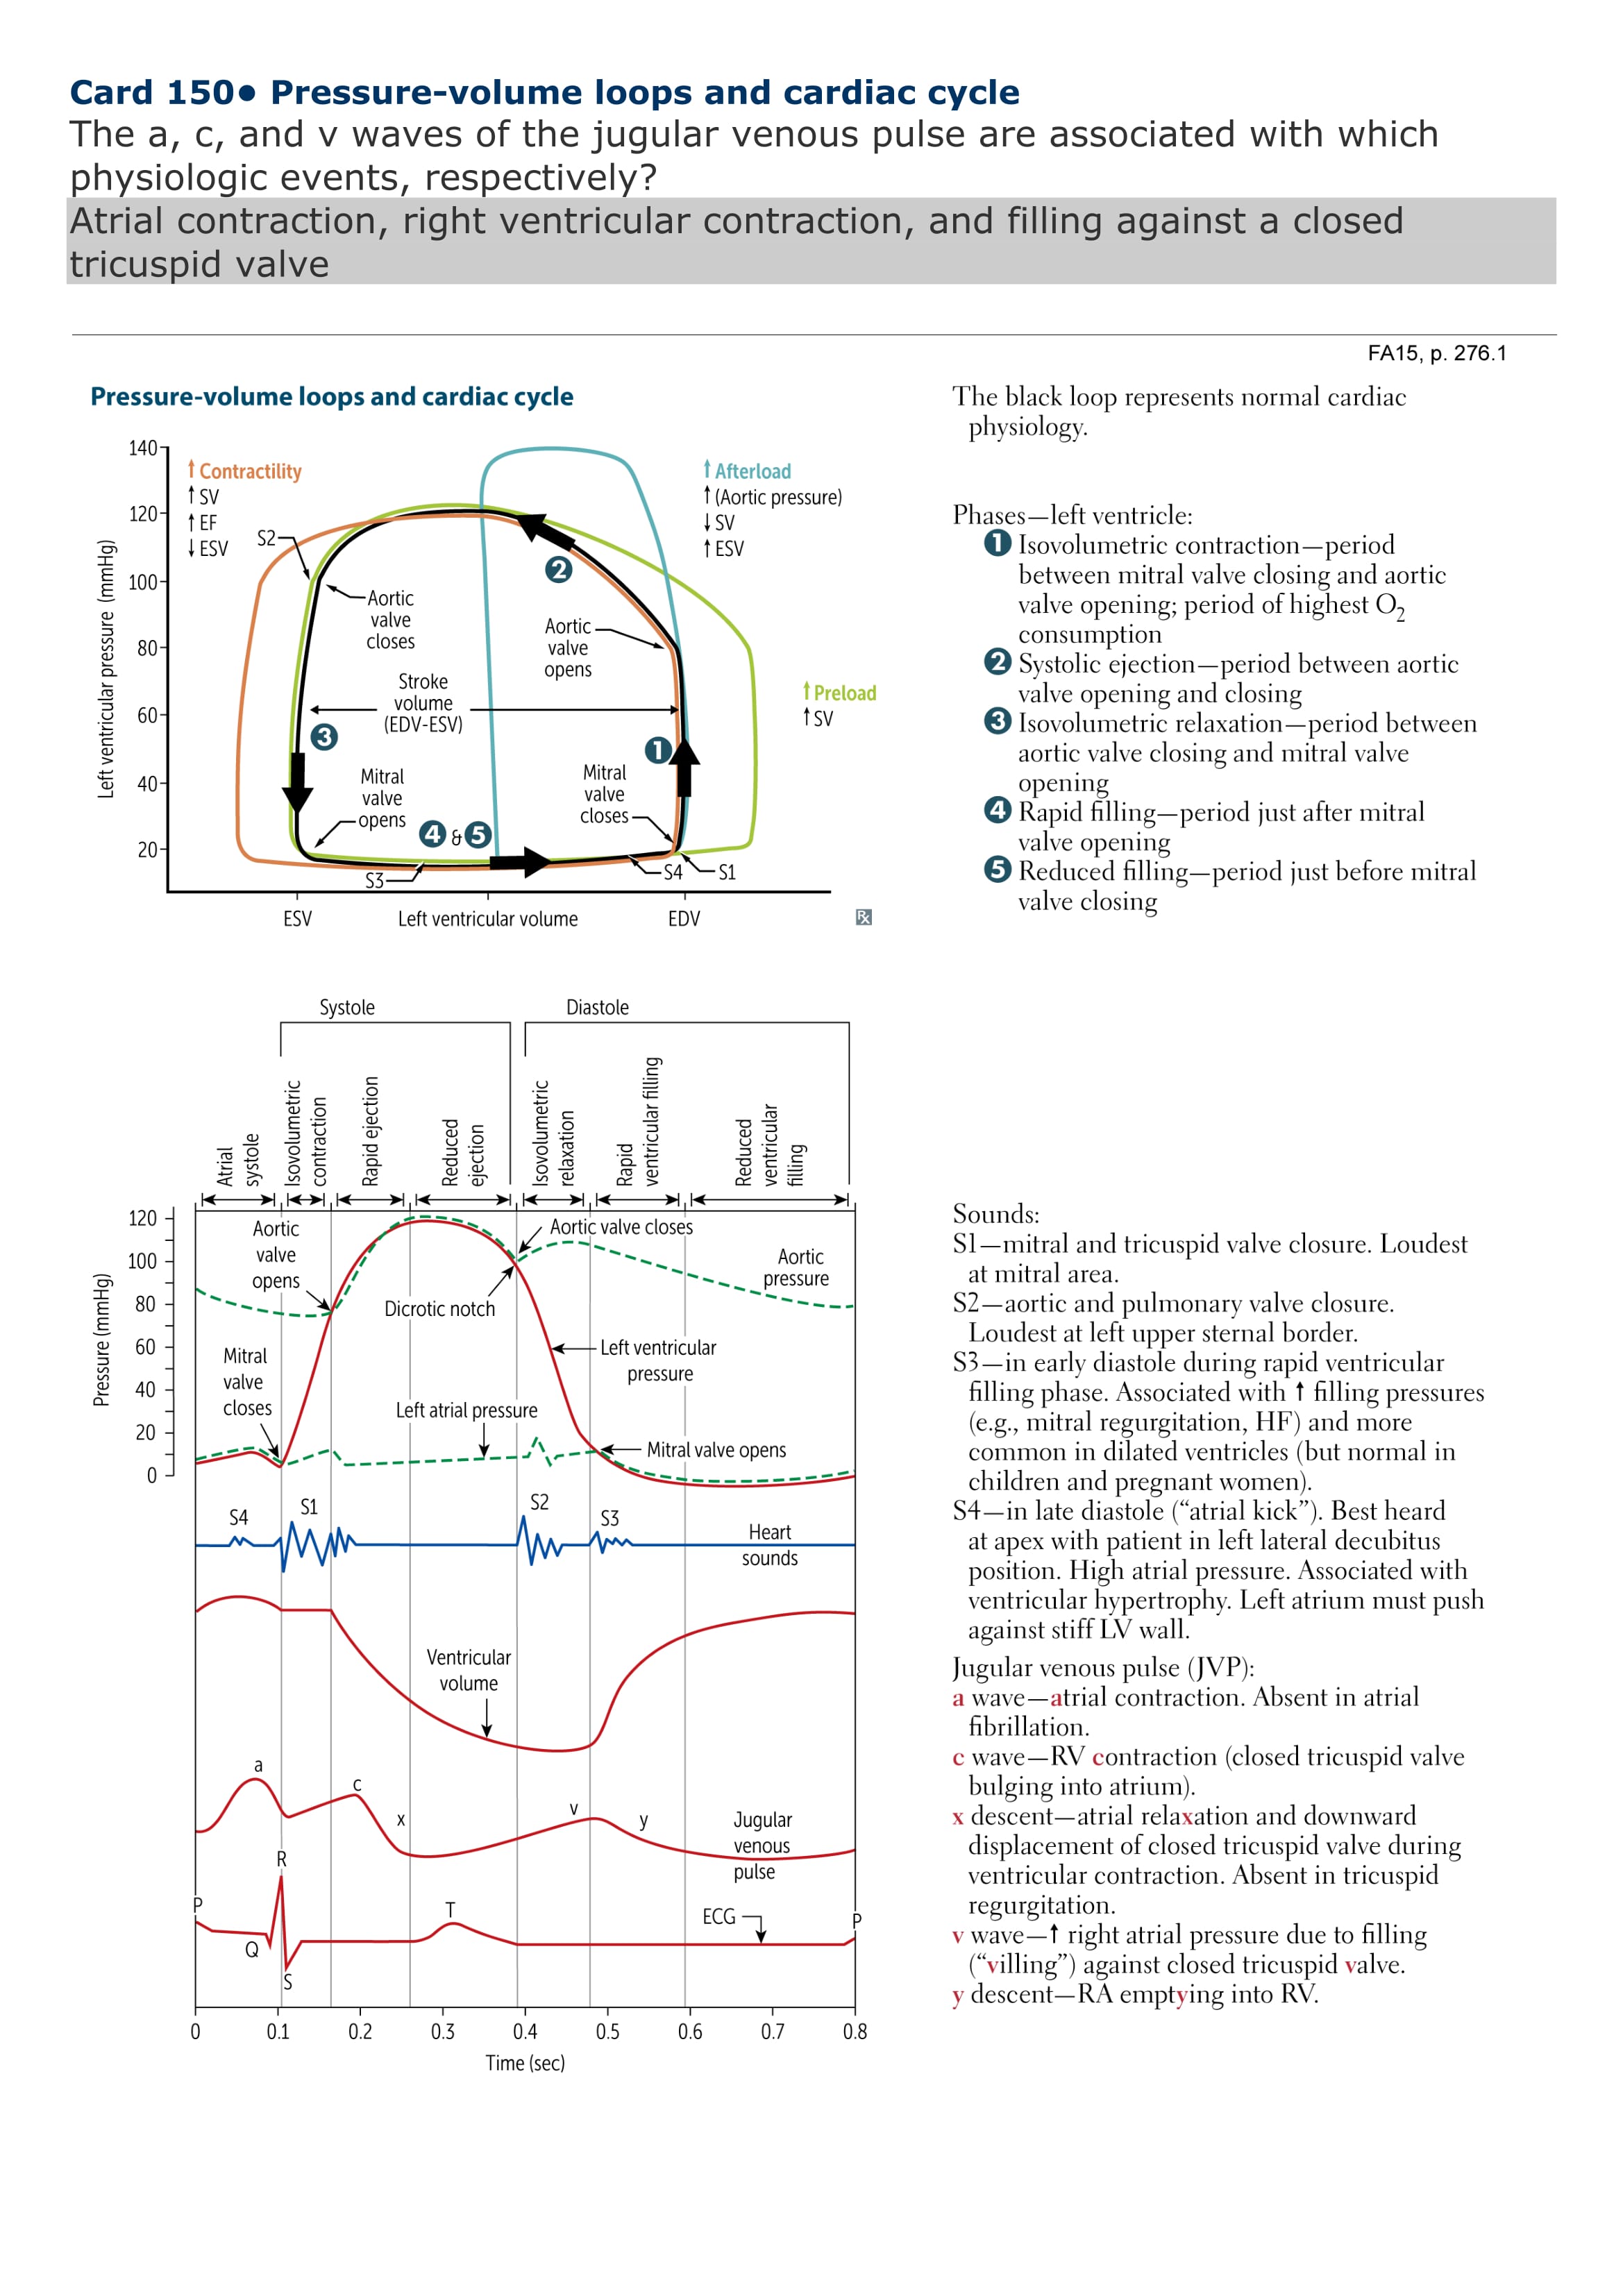 Card 150• Pressure-volume loops and cardiac cycle
The a, c, and v waves of the jugular venous pulse are associated with which
physiologic events, respectively?
Atrial contraction, right ventricular contraction, and filling against a closed
tricuspid valve
FA15, p. 276.1
Pressure-volume loops and cardiac cycle
Left ventricular pressure (mmHg)
140
120
100
80
60
40
20
↑ Contractility
↑ SV
↑ EF
↓ ESV
↑ Afterload
↑ (Aortic pressure)
↓ SV
↑ ESV
↑ Preload
↑ SV
S2
Aortic
valve
closes
2
Aortic
valve
opens
Stroke
volume
(EDV-ESV)
3
1
Mitral
valve
opens
4 & 5
Mitral
valve
closes
S3
S4
S1
ESV
Left ventricular volume
EDV
Rx
The black loop represents normal cardiac
physiology.
Phases—left ventricle:
1 Isovolumetric contraction—period
between mitral valve closing and aortic
valve opening; period of highest O2
consumption
2 Systolic ejection—period between aortic
valve opening and closing
3 Isovolumetric relaxation—period between
aortic valve closing and mitral valve
opening
4 Rapid filling—period just after mitral
valve opening
5 Reduced filling—period just before mitral
valve closing
Systole
Diastole
Atrial
systole
Isovolumetric
contraction
Rapid ejection
Reduced
ejection
Isovolumetric
relaxation
Rapid
ventricular filling
Reduced
ventricular
filling
Pressure (mmHg)
120
100
80
60
40
20
0
Aortic
valve
opens
Aortic valve closes
Aortic
pressure
Dicrotic notch
Mitral
valve
closes
Left ventricular
pressure
Left atrial pressure
Mitral valve opens
S4
S1
S2
S3
Heart
sounds
Ventricular
volume
a
c
x
v
y
Jugular
venous
pulse
P
Q
R
S
T
ECG
P
0
0.1
0.2
0.3
0.4
0.5
0.6
0.7
0.8
Time (sec)
Sounds:
S1—mitral and tricuspid valve closure. Loudest
at mitral area.
S2—aortic and pulmonary valve closure.
Loudest at left upper sternal border.
S3—in early diastole during rapid ventricular
filling phase. Associated with ↑ filling pressures
(e.g., mitral regurgitation, HF) and more
common in dilated ventricles (but normal in
children and pregnant women).
S4—in late diastole (“atrial kick”). Best heard
at apex with patient in left lateral decubitus
position. High atrial pressure. Associated with
ventricular hypertrophy. Left atrium must push
against stiff LV wall.
Jugular venous pulse (JVP):
a wave—atrial contraction. Absent in atrial
fibrillation.
c wave—RV contraction (closed tricuspid valve
bulging into atrium).
x descent—atrial relaxation and downward
displacement of closed tricuspid valve during
ventricular contraction. Absent in tricuspid
regurgitation.
v wave—↑ right atrial pressure due to filling
(“villing”) against closed tricuspid valve.
y descent—RA emptying into RV.